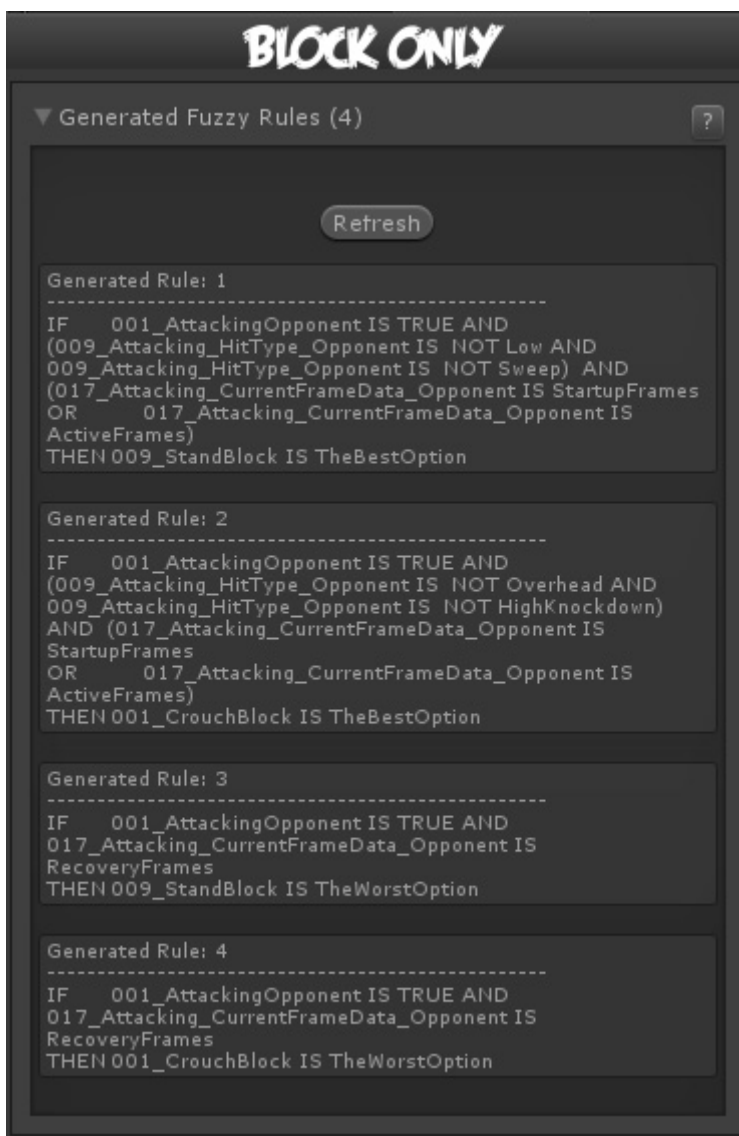 BLOCK ONLY
Generated Fuzzy Rules (4)
?
Refresh
Generated Rule: 1
--------------------------------------------------
IF 001_AttackingOpponent IS TRUE AND
(009_Attacking_HitType_Opponent IS NOT Low AND
009_Attacking_HitType_Opponent IS NOT Sweep) AND
(017_Attacking_CurrentFrameData_Opponent IS StartupFrames
OR 017_Attacking_CurrentFrameData_Opponent IS
ActiveFrames)
THEN 009_StandBlock IS TheBestOption
Generated Rule: 2
--------------------------------------------------
IF 001_AttackingOpponent IS TRUE AND
(009_Attacking_HitType_Opponent IS NOT Overhead AND
009_Attacking_HitType_Opponent IS NOT HighKnockdown)
AND (017_Attacking_CurrentFrameData_Opponent IS
StartupFrames
OR 017_Attacking_CurrentFrameData_Opponent IS
ActiveFrames)
THEN 001_CrouchBlock IS TheBestOption
Generated Rule: 3
--------------------------------------------------
IF 001_AttackingOpponent IS TRUE AND
017_Attacking_CurrentFrameData_Opponent IS
RecoveryFrames
THEN 009_StandBlock IS TheWorstOption
Generated Rule: 4
--------------------------------------------------
IF 001_AttackingOpponent IS TRUE AND
017_Attacking_CurrentFrameData_Opponent IS
RecoveryFrames
THEN 001_CrouchBlock IS TheWorstOption